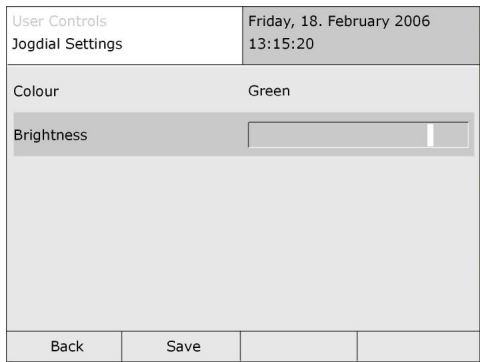 User Controls
Jogdial Settings
Friday, 18. February 2006
13:15:20
Colour Green
Brightness
Back Save